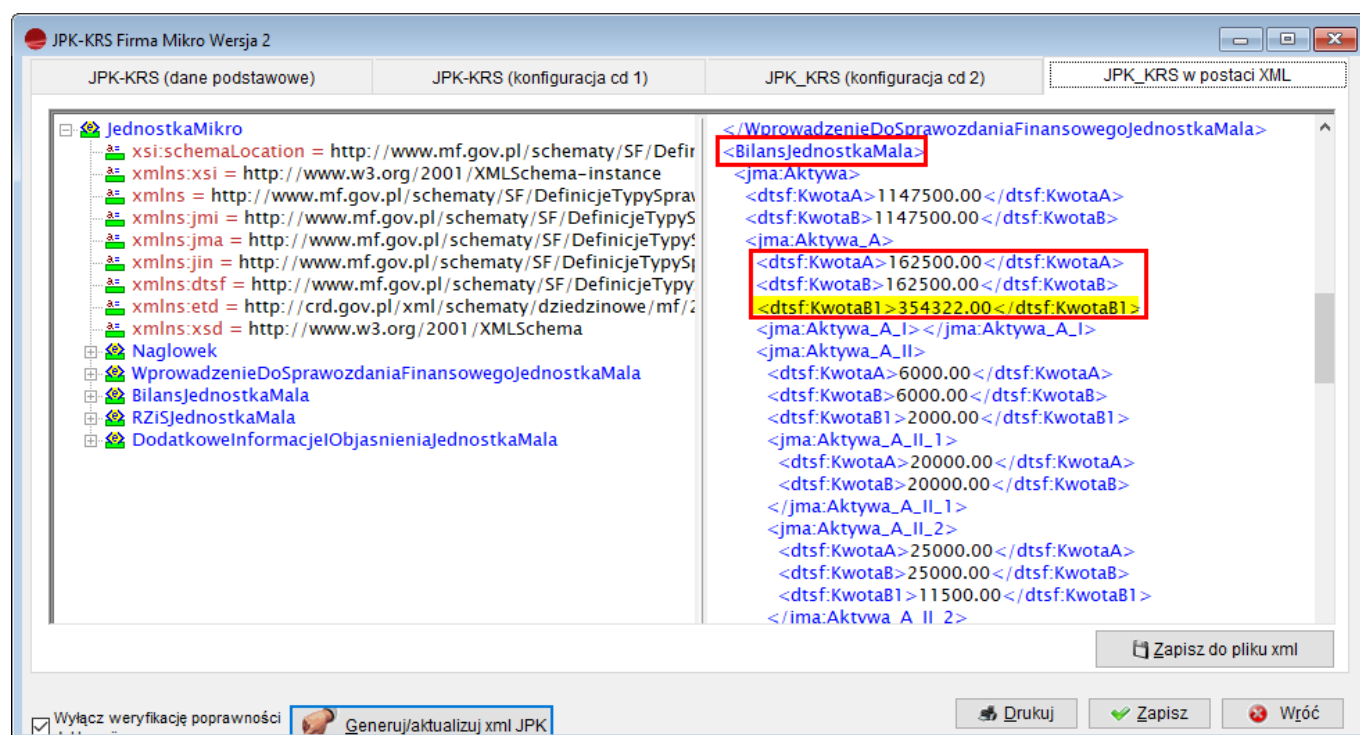 JPK-KRS Firma Mikro Wersja 2
JPK-KRS (dane podstawowe)
JPK-KRS (konfiguracja cd 1)
JPK_KRS (konfiguracja cd 2)
JPK_KRS w postaci XML
JednostkaMikro
xsi:schemaLocation = http://www.mf.gov.pl/schematy/SF/Defir
xmlns:xsi = http://www.w3.org/2001/XMLSchema-instance
xmlns = http://www.mf.gov.pl/schematy/SF/DefinicjeTypySpraw
xmlns:jmi = http://www.mf.gov.pl/schematy/SF/DefinicjeTypyS
xmlns:jma = http://www.mf.gov.pl/schematy/SF/DefinicjeTypyS
xmlns:jin = http://www.mf.gov.pl/schematy/SF/DefinicjeTypySp
xmlns:dtsf = http://www.mf.gov.pl/schematy/SF/DefinicjeTypy
xmlns:etd = http://crd.gov.pl/xml/schematy/dziedzinowe/mf/2
xmlns:xsd = http://www.w3.org/2001/XMLSchema
Naglowek
WprowadzenieDoSprawozdaniaFinansowegoJednostkaMala
BilansJednostkaMala
RZiSJednostkaMala
DodatkoweInformacjeIObjasnieniaJednostkaMala
</WprowadzenieDoSprawozdaniaFinansowegoJednostkaMala>
<BilansJednostkaMala>
<jma:Aktywa>
<dtsf:KwotaA>1147500.00</dtsf:KwotaA>
<dtsf:KwotaB>1147500.00</dtsf:KwotaB>
<jma:Aktywa_A>
<dtsf:KwotaA>162500.00</dtsf:KwotaA>
<dtsf:KwotaB>162500.00</dtsf:KwotaB>
<dtsf:KwotaB1>354322.00</dtsf:KwotaB1>
<jma:Aktywa_A_I></jma:Aktywa_A_I>
<jma:Aktywa_A_II>
<dtsf:KwotaA>6000.00</dtsf:KwotaA>
<dtsf:KwotaB>6000.00</dtsf:KwotaB>
<dtsf:KwotaB1>2000.00</dtsf:KwotaB1>
<jma:Aktywa_A_II_1>
<dtsf:KwotaA>20000.00</dtsf:KwotaA>
<dtsf:KwotaB>20000.00</dtsf:KwotaB>
</jma:Aktywa_A_II_1>
<jma:Aktywa_A_II_2>
<dtsf:KwotaA>25000.00</dtsf:KwotaA>
<dtsf:KwotaB>25000.00</dtsf:KwotaB>
<dtsf:KwotaB1>11500.00</dtsf:KwotaB1>
</jma:Aktywa_A_II_2>
Zapisz do pliku xml
Wyłącz weryfikację poprawności
Generuj/aktualizuj xml JPK
Drukuj
Zapisz
Wróć